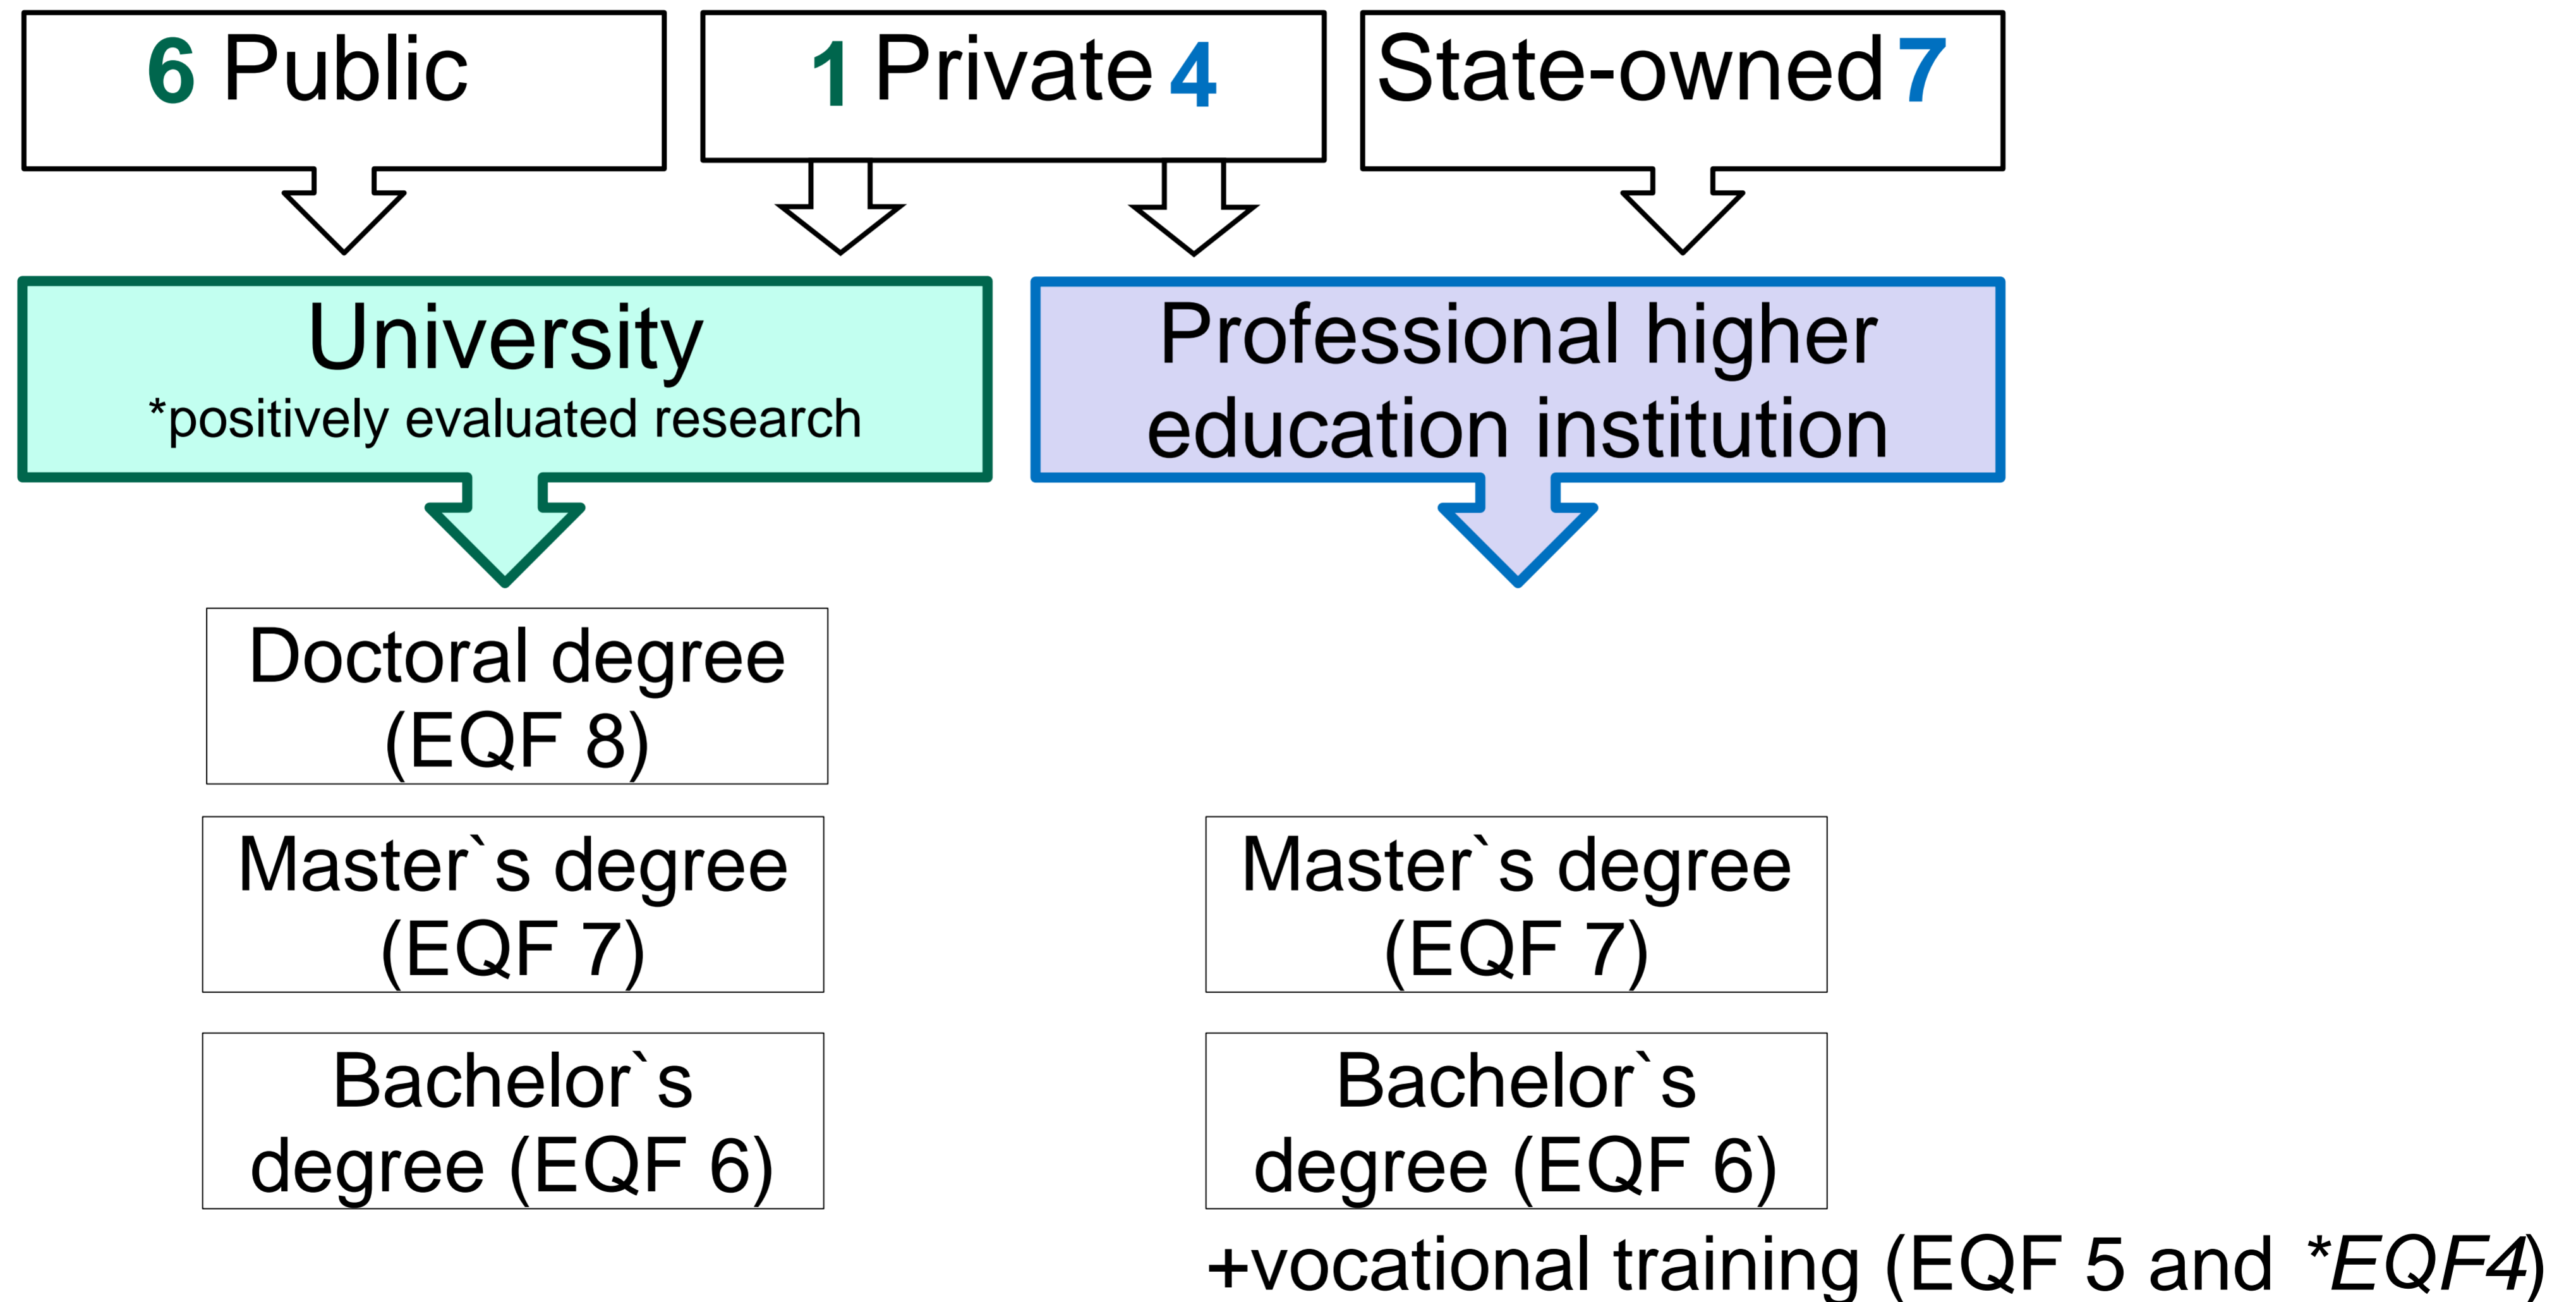 6 Public
1 Private 4
State-owned 7
University
*positively evaluated research
Professional higher
education institution
Doctoral degree
(EQF 8)
Master`s degree
(EQF 7)
Bachelor`s
degree (EQF 6)
Master`s degree
(EQF 7)
Bachelor`s
degree (EQF 6)
+vocational training (EQF 5 and *EQF4)